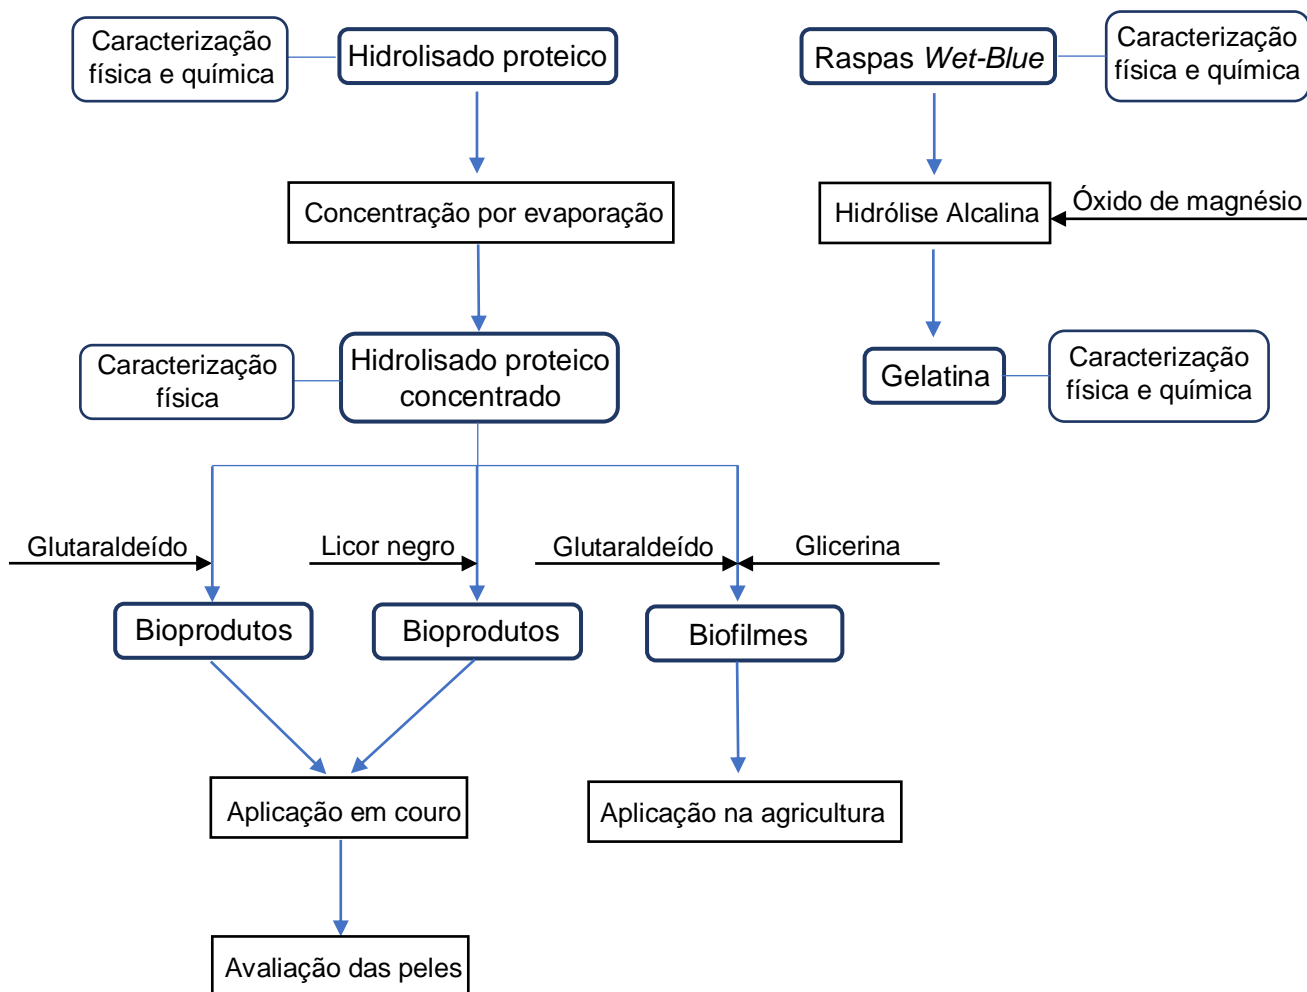 Caracterização
física e química
Hidrolisado proteico
Raspas Wet-Blue
Caracterização
física e química
Concentração por evaporação
Hidrólise Alcalina
Óxido de magnésio
Caracterização
física
Hidrolisado proteico
concentrado
Gelatina
Caracterização
física e química
Glutaraldeído
Licor negro
Glutaraldeído
Glicerina
Bioprodutos
Bioprodutos
Biofilmes
Aplicação em couro
Aplicação na agricultura
Avaliação das peles